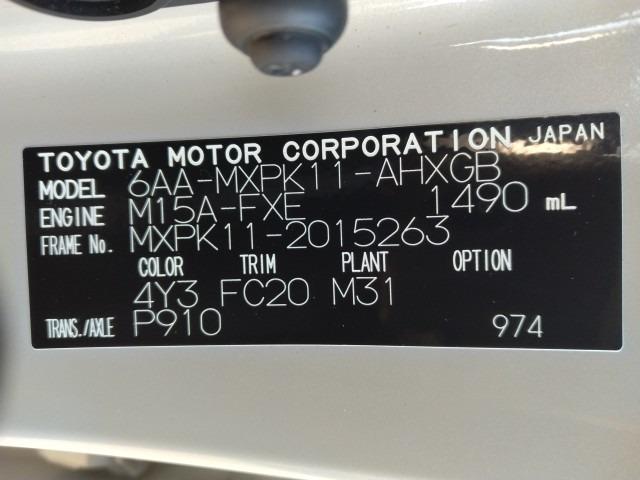 TOYOTA MOTOR CORPORATION JAPAN
MODEL 6AA-MXPK11-AHXGB
ENGINE M15A-FXE 1490 mL
FRAME No. MXPK11-2015263
COLOR TRIM PLANT OPTION
4Y3 FC20 M31
TRANS./AXLE P910 974